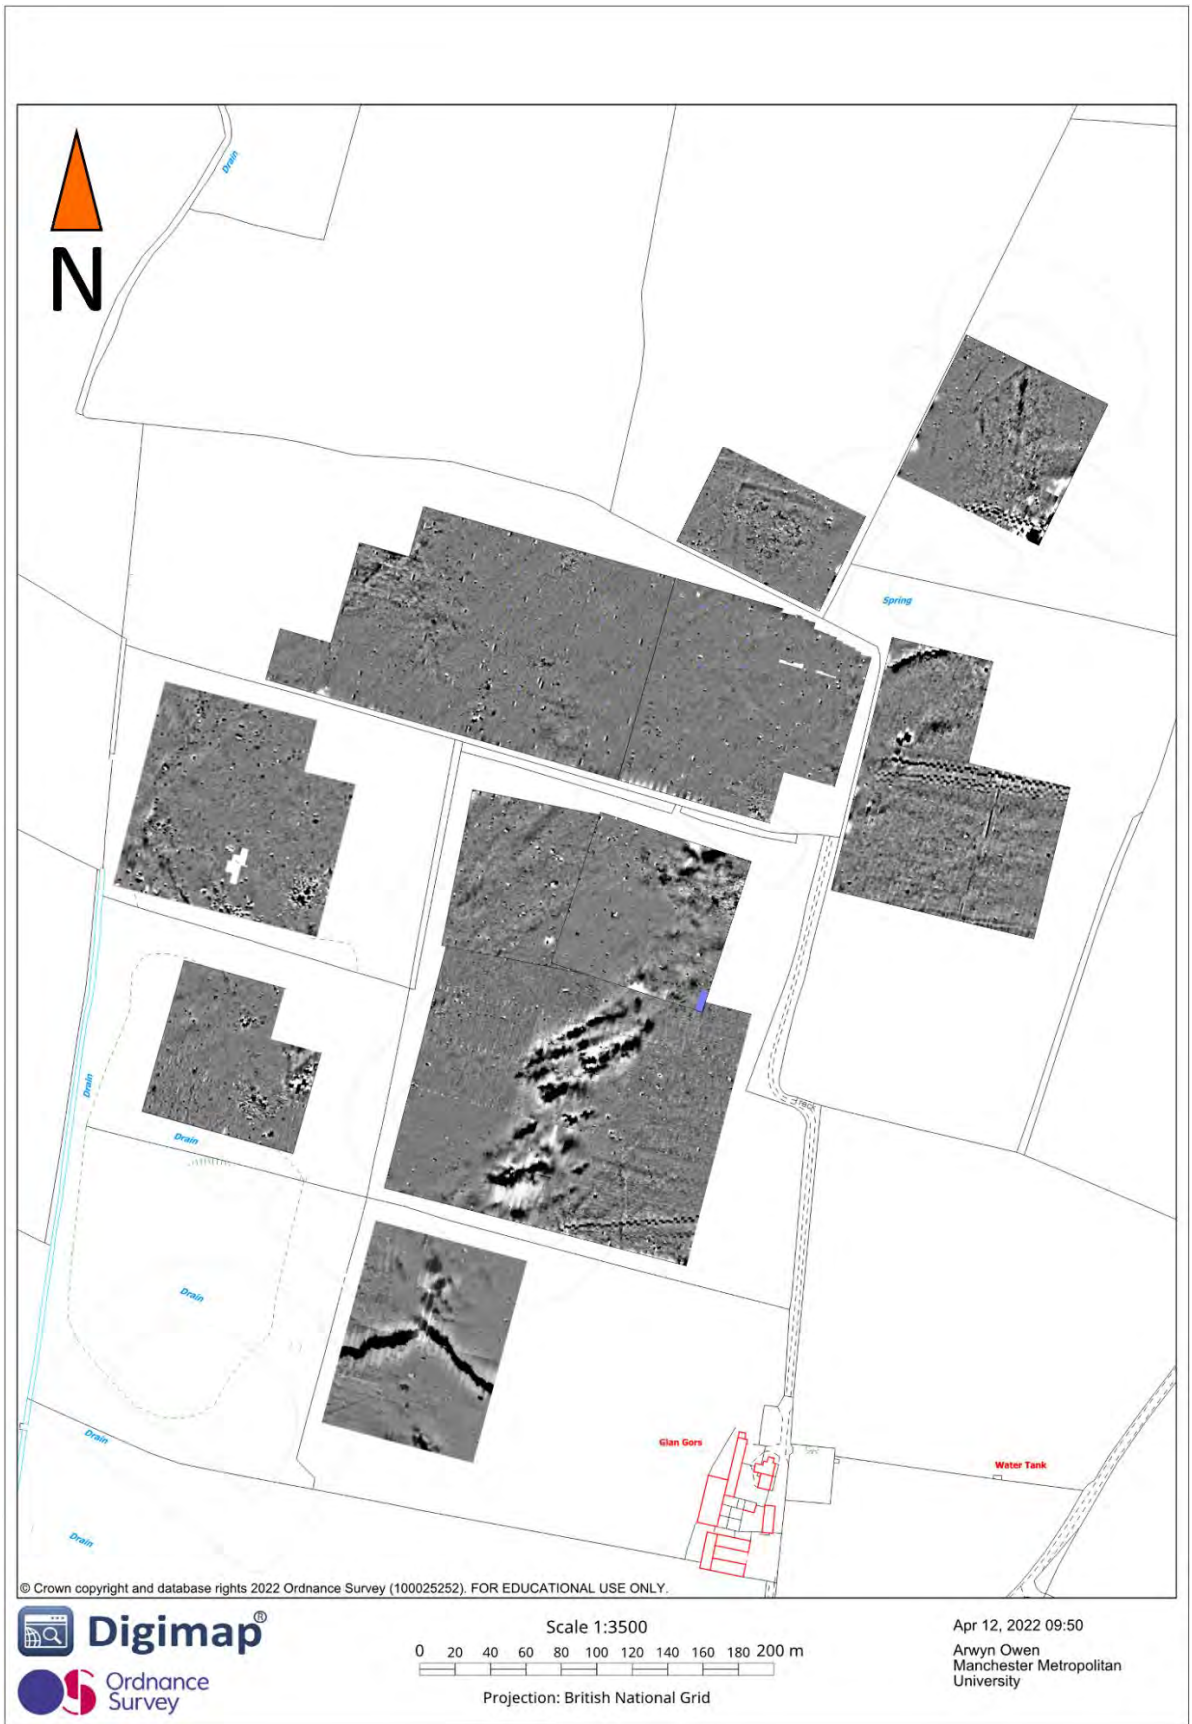 Drain
N
Spring
Drain
Drain
Track
Drain
Glan Gors
Water Tank
Drain
Drain
© Crown copyright and database rights 2022 Ordnance Survey (100025252). FOR EDUCATIONAL USE ONLY.
Digimap®
Ordnance
Survey
Scale 1:3500
0 20 40 60 80 100 120 140 160 180 200 m
Projection: British National Grid
Apr 12, 2022 09:50
Arwyn Owen
Manchester Metropolitan
University